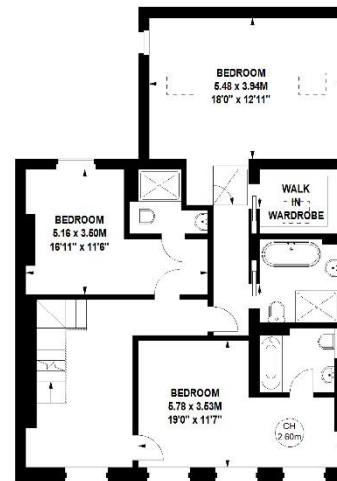 BEDROOM
5.48 x 3.94M
18'0" x 12'11"
WALK
IN
WARDROBE
BEDROOM
5.16 x 3.50M
16'11" x 11'6"
BEDROOM
5.78 x 3.53M
19'0" x 11'7"
CH
2.60m